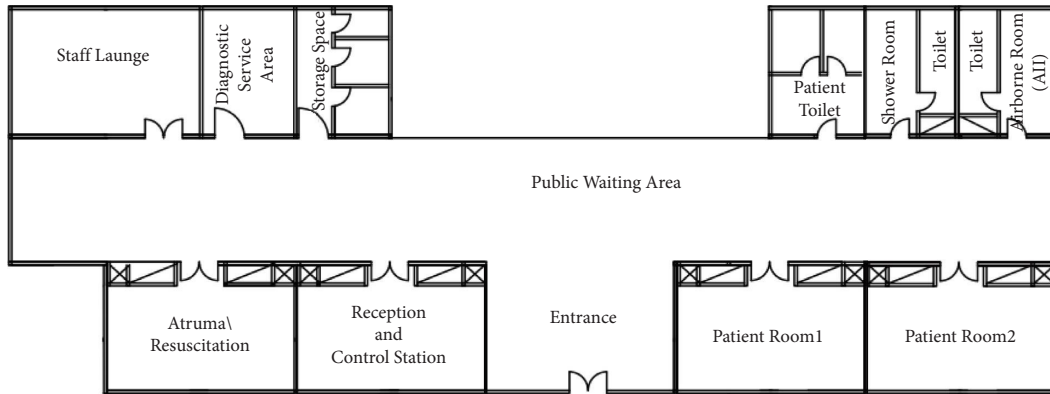 Staff Launge
Diagnostic
Service
Area
Storage Space
Patient
Toilet
Shower Room
Toilet
Toilet
Airborne Room
(AII)
Public Waiting Area
Atruma\
Resuscitation
Reception
and
Control Station
Entrance
Patient Room1
Patient Room2